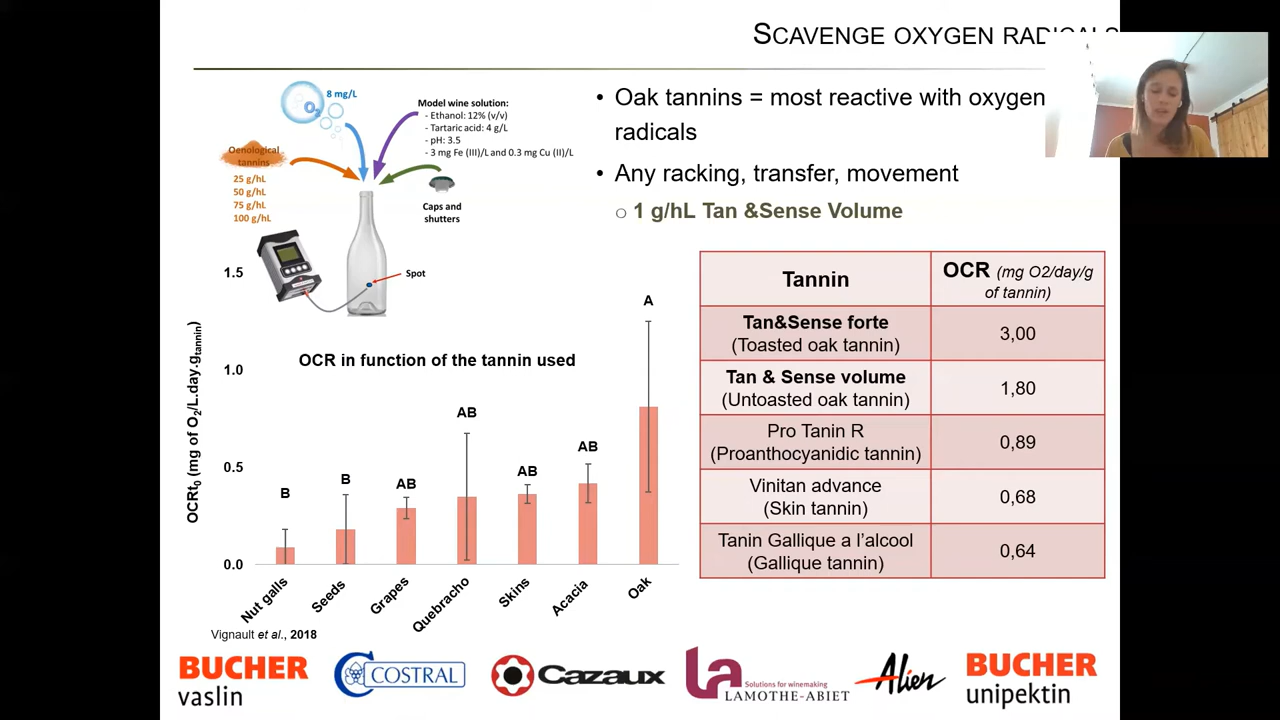 SCAVENGE OXYGEN RADICALS
8 mg/L
O2
Model wine solution:
- Ethanol: 12% (v/v)
- Tartaric acid: 4 g/L
- pH: 3.5
- 3 mg Fe (III)/L and 0.3 mg Cu (II)/L
Oenological
tannins
25 g/hL
50 g/hL
75 g/hL
100 g/hL
Caps and
shutters
Spot
• Oak tannins = most reactive with oxygen
radicals
• Any racking, transfer, movement
○ 1 g/hL Tan &Sense Volume
OCR in function of the tannin used
OCRt0 (mg of O2/L.day.gtannin)
1.5
1.0
0.5
0.0
B
B
AB
AB
AB
AB
A
Nut galls
Seeds
Grapes
Quebracho
Skins
Acacia
Oak
Vignault et al., 2018
Tannin
OCR (mg O2/day/g
of tannin)
Tan&Sense forte
(Toasted oak tannin)
3,00
Tan & Sense volume
(Untoasted oak tannin)
1,80
Pro Tanin R
(Proanthocyanidic tannin)
0,89
Vinitan advance
(Skin tannin)
0,68
Tanin Gallique a l’alcool
(Gallique tannin)
0,64
BUCHER
vaslin
COSTRAL
Cazaux
La
Solutions for winemaking
LAMOTHE-ABIET
Alien
BUCHER
unipektin